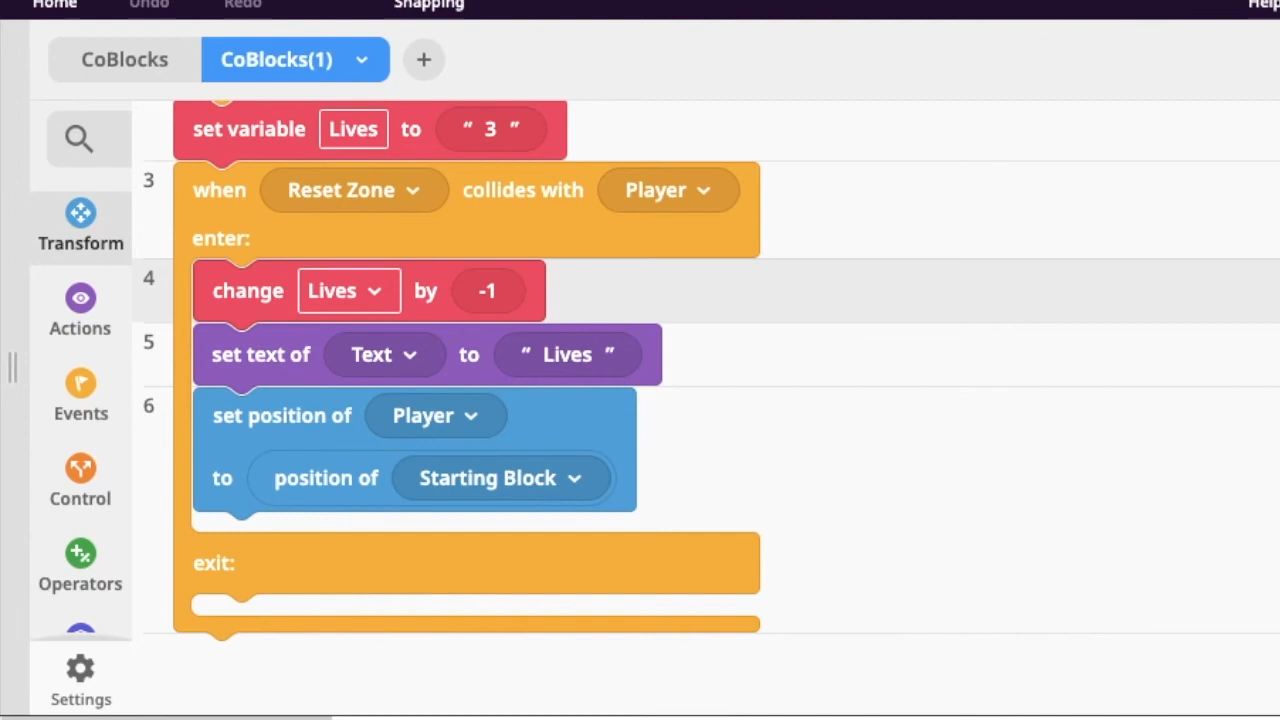 Home Undo Redo Snapping Help
CoBlocks CoBlocks(1) +
set variable Lives to “ 3 ”
3 when Reset Zone collides with Player
enter:
4 change Lives by -1
5 set text of Text to “ Lives ”
6 set position of Player
to position of Starting Block
exit:
Transform
Actions
Events
Control
Operators
Settings